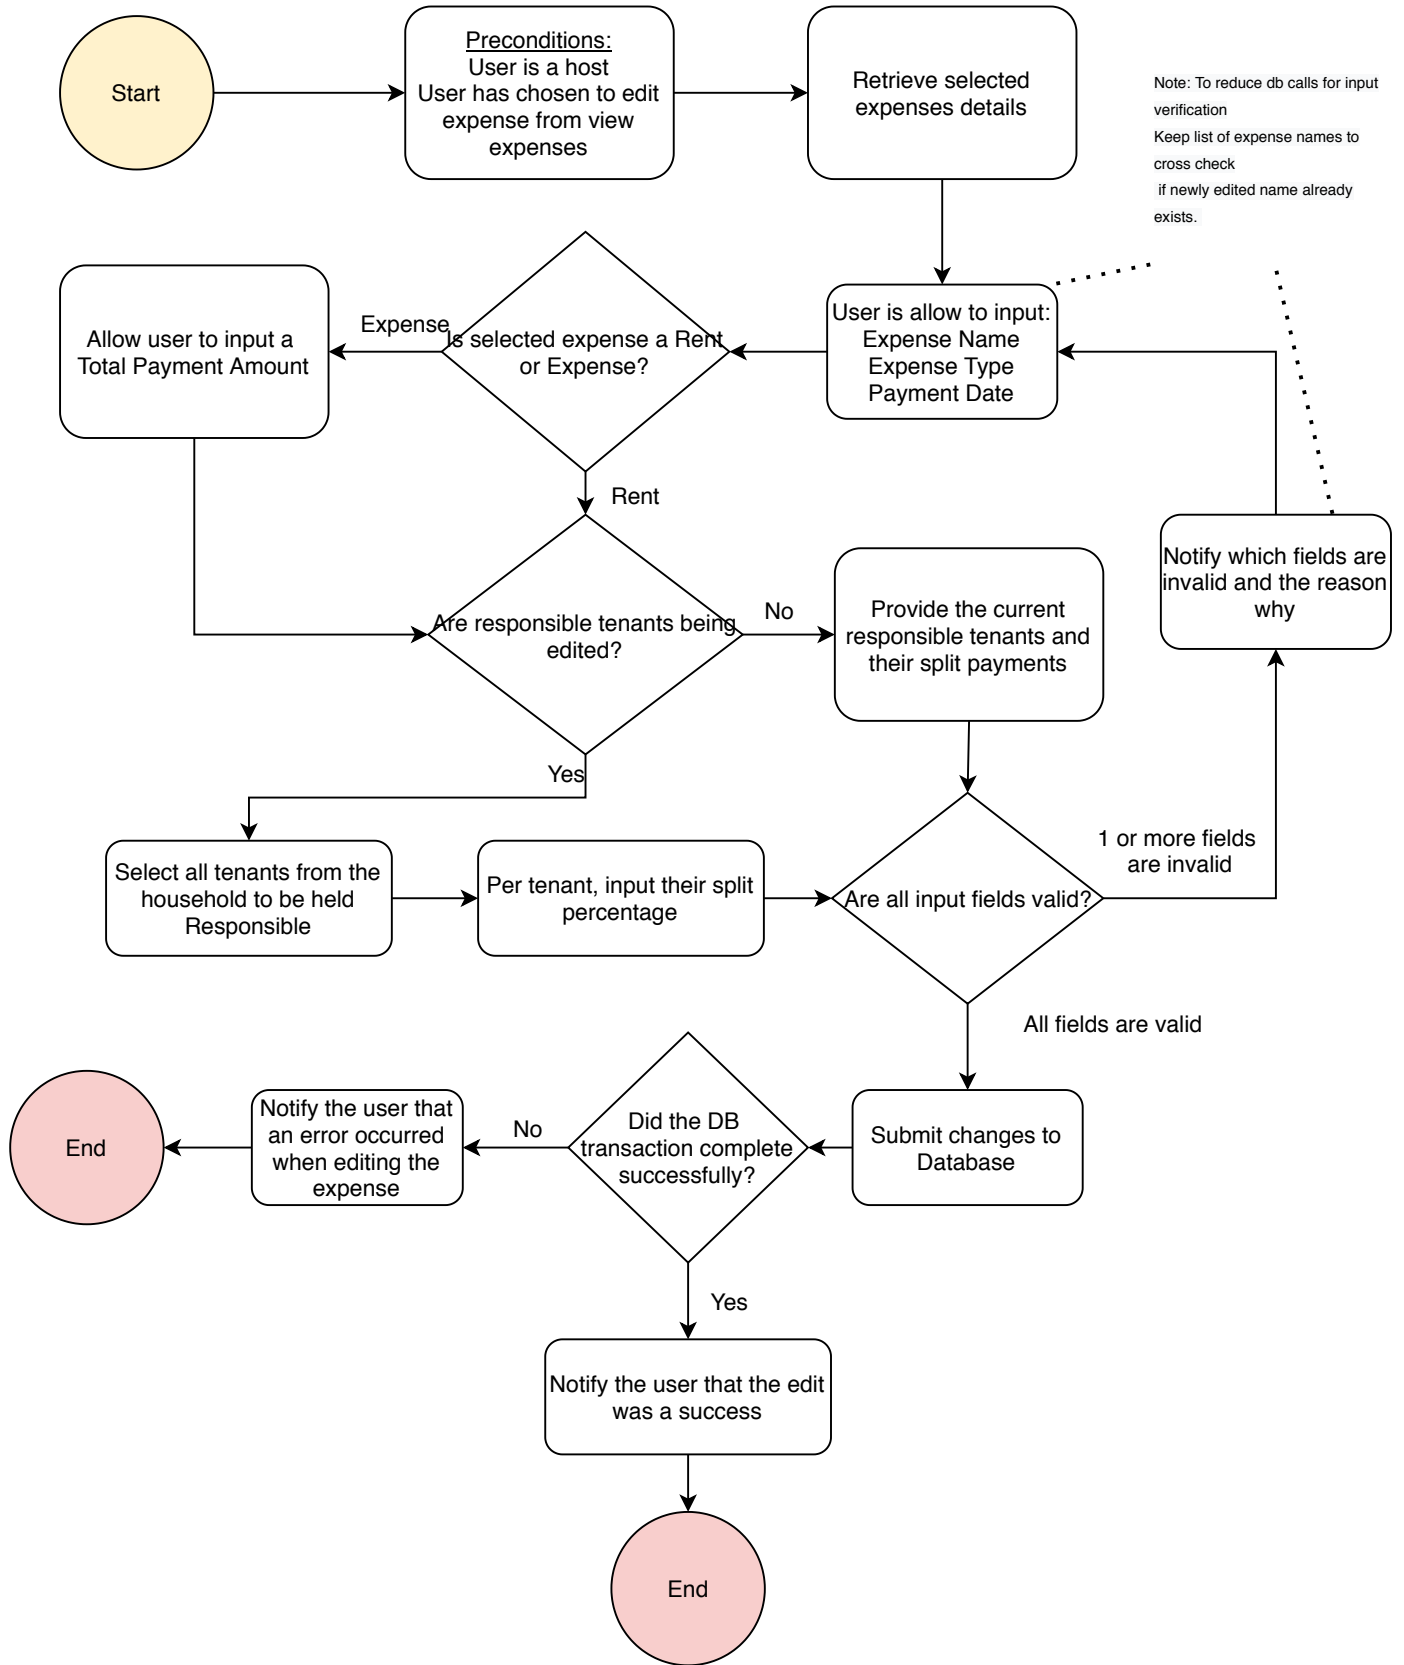 Start
Preconditions:
User is a host
User has chosen to edit
expense from view
expenses
Retrieve selected
expenses details
Note: To reduce db calls for input
verification
Keep list of expense names to
cross check
if newly edited name already
exists.
User is allow to input:
Expense Name
Expense Type
Payment Date
Is selected expense a Rent
or Expense?
Expense
Allow user to input a
Total Payment Amount
Rent
Are responsible tenants being
edited?
No
Provide the current
responsible tenants and
their split payments
Notify which fields are
invalid and the reason
why
Yes
Select all tenants from the
household to be held
Responsible
Per tenant, input their split
percentage
Are all input fields valid?
1 or more fields
are invalid
All fields are valid
Submit changes to
Database
Did the DB
transaction complete
successfully?
No
Notify the user that
an error occurred
when editing the
expense
End
Yes
Notify the user that the edit
was a success
End